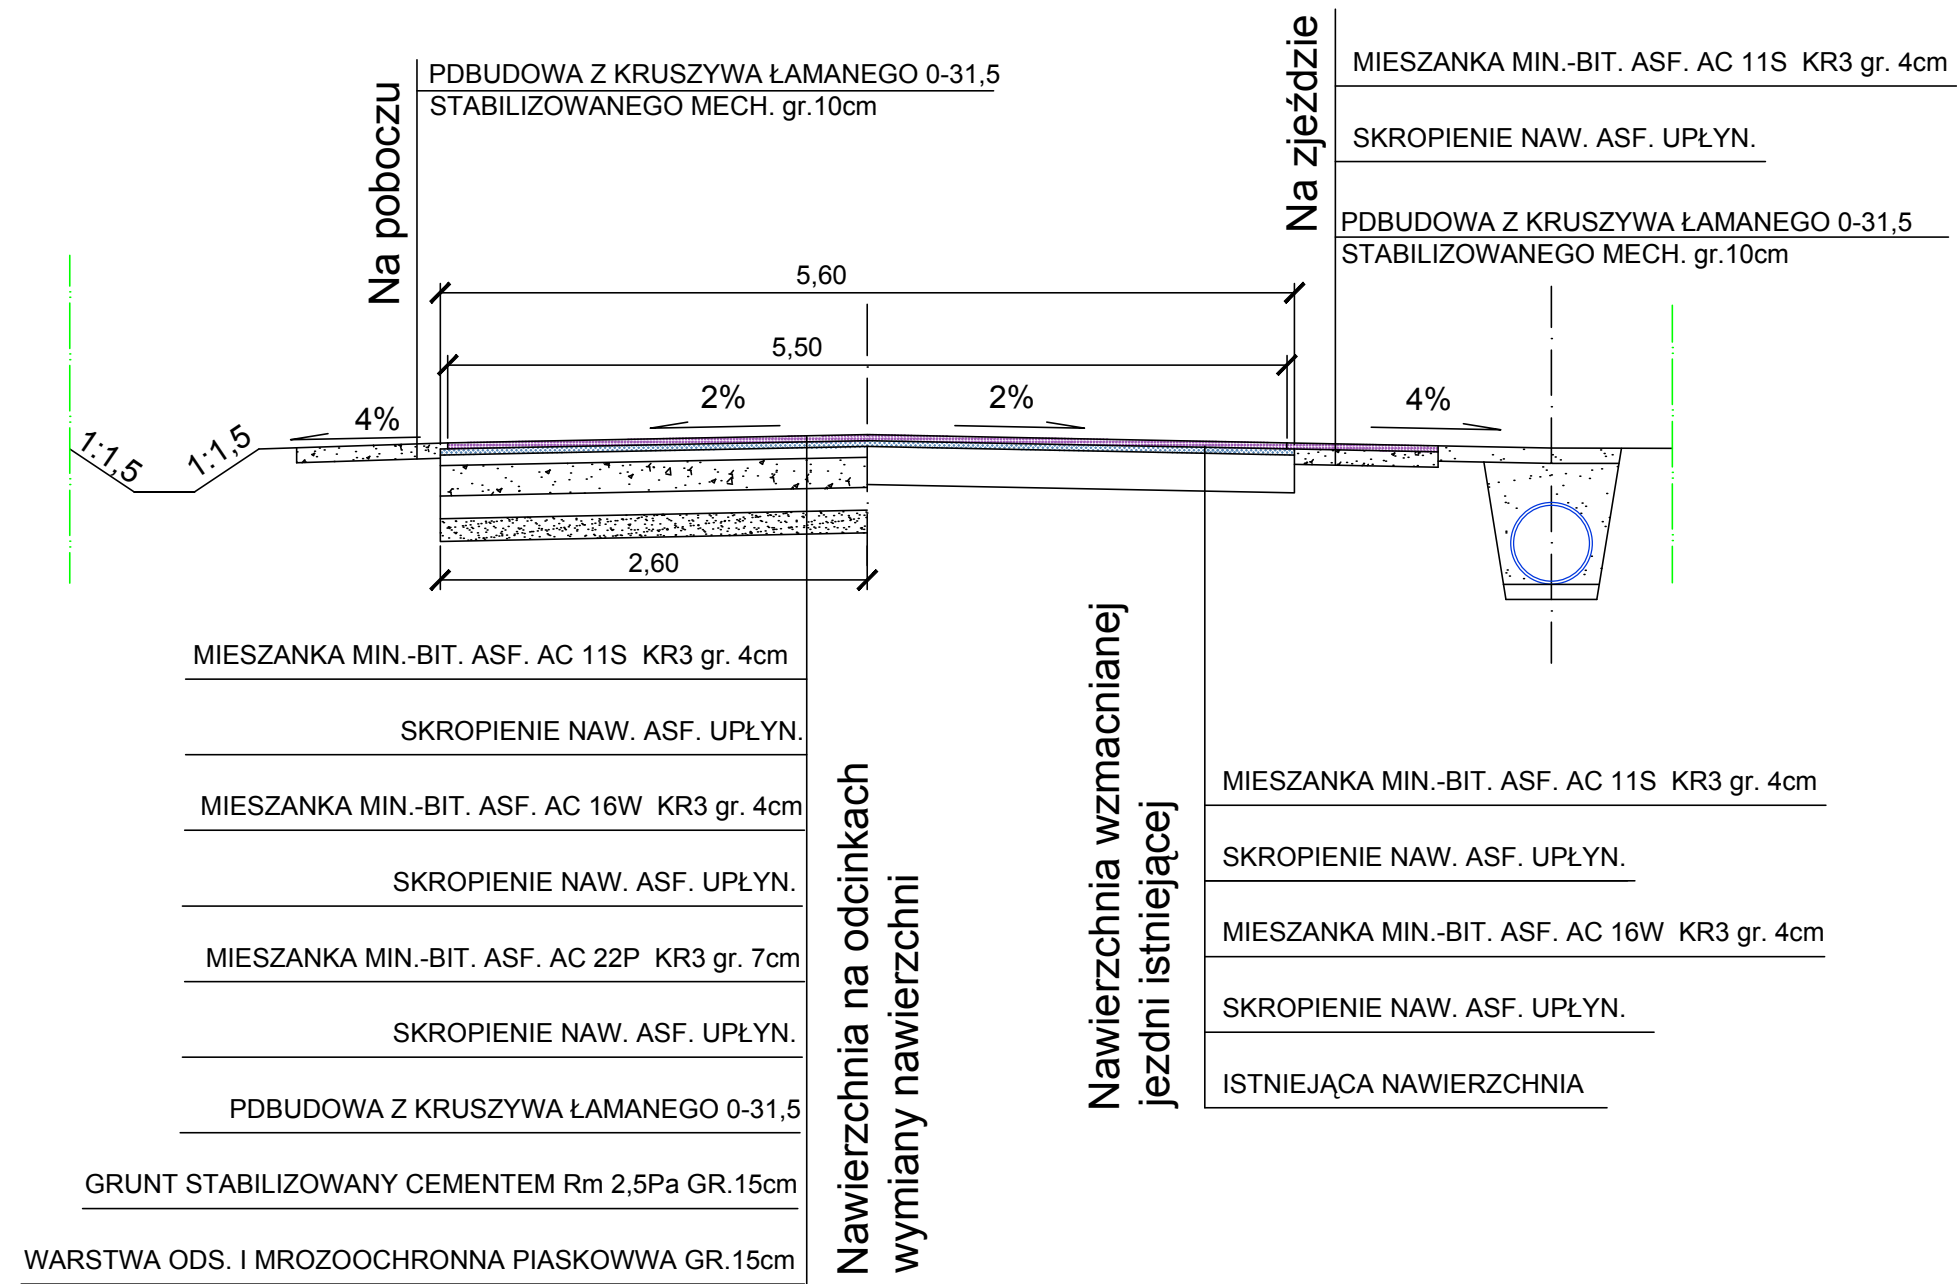 Na poboczu
PDBUDOWA Z KRUSZYWA ŁAMANEGO 0-31,5
STABILIZOWANEGO MECH. gr.10cm
Na zjeździe
MIESZANKA MIN.-BIT. ASF. AC 11S  KR3 gr. 4cm
SKROPIENIE NAW. ASF. UPŁYN.
PDBUDOWA Z KRUSZYWA ŁAMANEGO 0-31,5
STABILIZOWANEGO MECH. gr.10cm
5,60
5,50
1:1,5
1:1,5
4%
2%
2%
4%
2,60
MIESZANKA MIN.-BIT. ASF. AC 11S  KR3 gr. 4cm
SKROPIENIE NAW. ASF. UPŁYN.
MIESZANKA MIN.-BIT. ASF. AC 16W  KR3 gr. 4cm
SKROPIENIE NAW. ASF. UPŁYN.
MIESZANKA MIN.-BIT. ASF. AC 22P  KR3 gr. 7cm
SKROPIENIE NAW. ASF. UPŁYN.
PDBUDOWA Z KRUSZYWA ŁAMANEGO 0-31,5
GRUNT STABILIZOWANY CEMENTEM Rm 2,5Pa GR.15cm
WARSTWA ODS. I MROZOOCHRONNA PIASKOWWA GR.15cm
Nawierzchnia na odcinkach
wymiany nawierzchni
Nawierzchnia wzmacnianej
jezdni istniejącej
MIESZANKA MIN.-BIT. ASF. AC 11S  KR3 gr. 4cm
SKROPIENIE NAW. ASF. UPŁYN.
MIESZANKA MIN.-BIT. ASF. AC 16W  KR3 gr. 4cm
SKROPIENIE NAW. ASF. UPŁYN.
ISTNIEJĄCA NAWIERZCHNIA